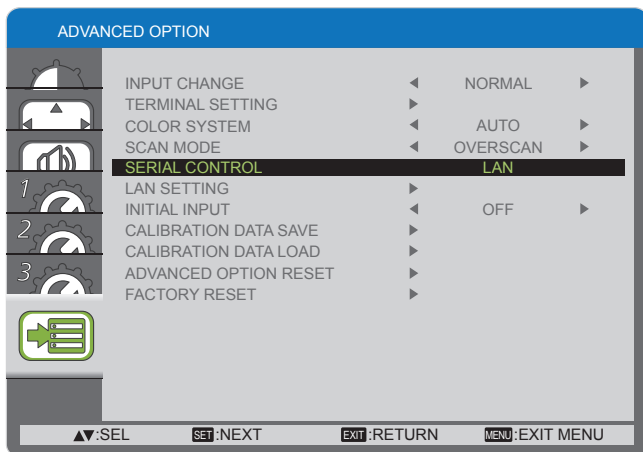 ADVANCED OPTION
INPUT CHANGE NORMAL
TERMINAL SETTING
COLOR SYSTEM AUTO
SCAN MODE OVERSCAN
SERIAL CONTROL LAN
1 LAN SETTING
INITIAL INPUT OFF
2 CALIBRATION DATA SAVE
CALIBRATION DATA LOAD
3 ADVANCED OPTION RESET
FACTORY RESET
▲▼:SEL SET:NEXT EXIT:RETURN MENU:EXIT MENU